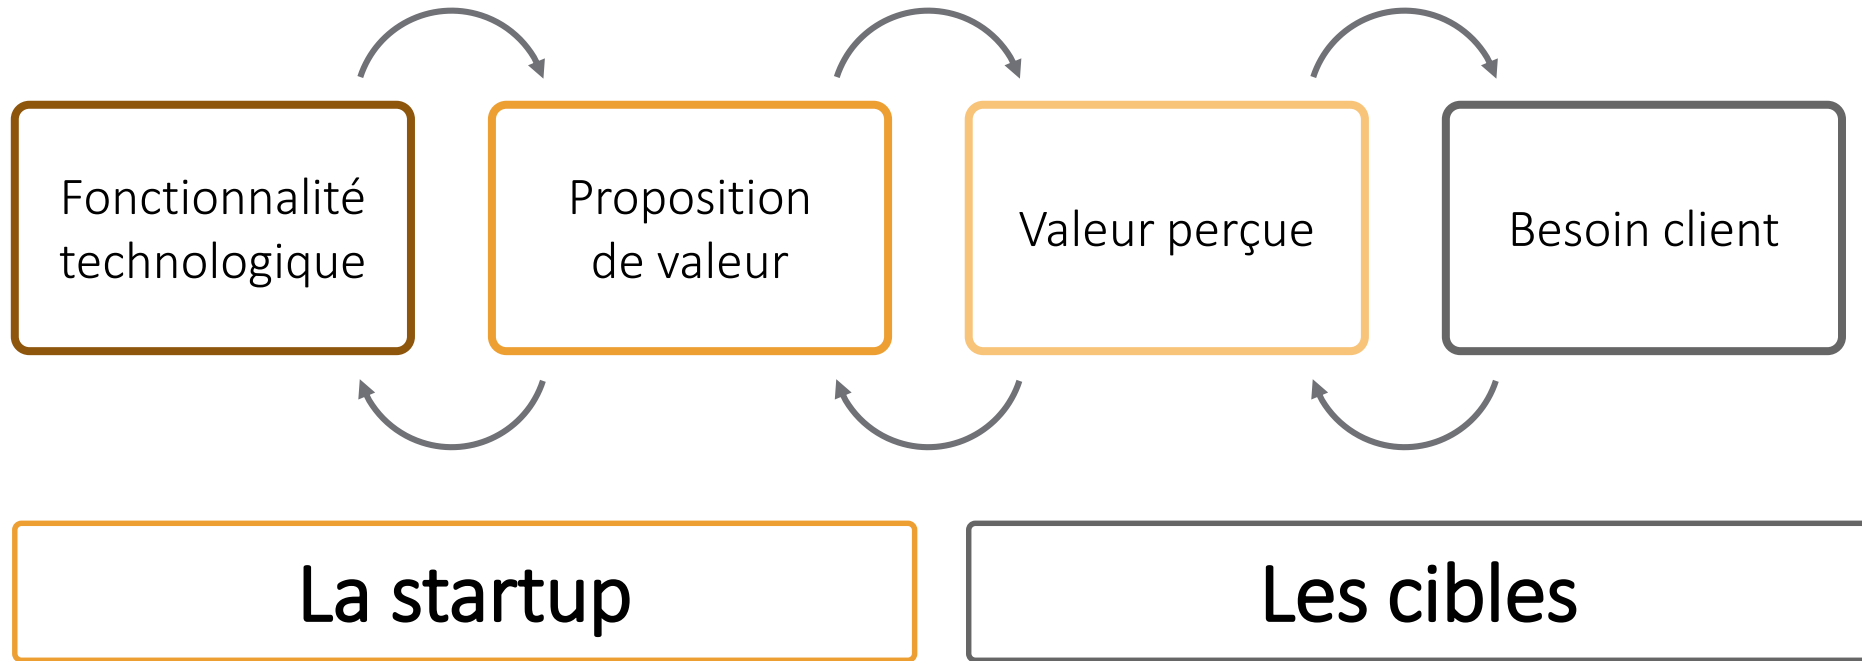 Fonctionnalité
technologique
Proposition
de valeur
Valeur perçue
Besoin client
La startup
Les cibles